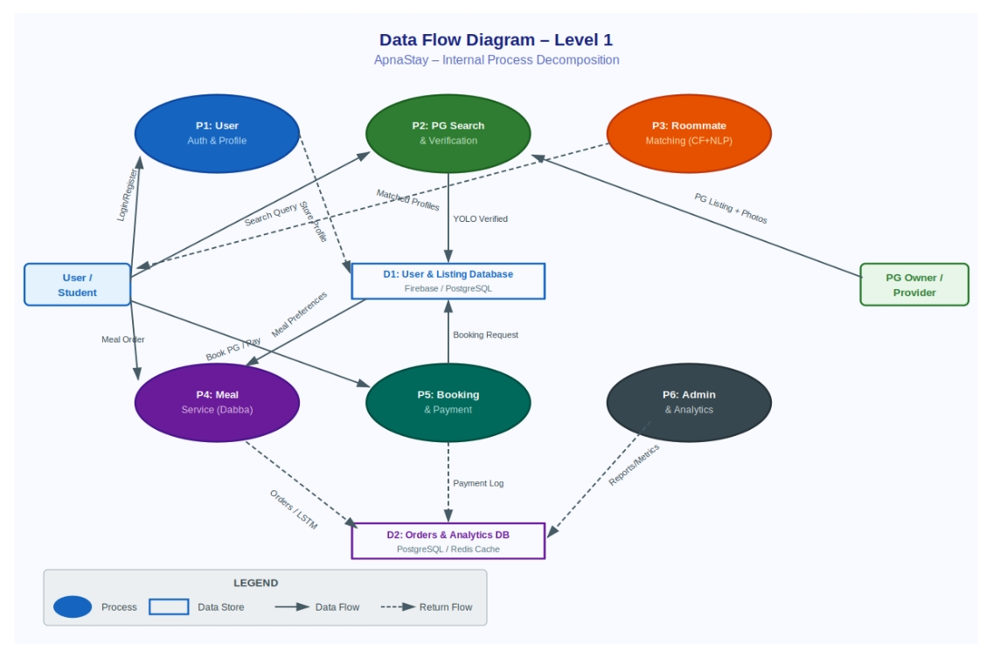 Data Flow Diagram – Level 1
ApnaStay – Internal Process Decomposition
P1: User
Auth & Profile
P2: PG Search
& Verification
P3: Roommate
Matching (CF+NLP)
Login/Register
Search Query
Store Profile
Matched Profiles
YOLO Verified
PG Listing + Photos
User /
Student
D1: User & Listing Database
Firebase / PostgreSQL
PG Owner /
Provider
Meal Order
Book PG / Pay
Meal Preferences
Booking Request
P4: Meal
Service (Dabba)
P5: Booking
& Payment
P6: Admin
& Analytics
Orders / LSTM
Payment Log
Reports/Metrics
D2: Orders & Analytics DB
PostgreSQL / Redis Cache
LEGEND
Process
Data Store
Data Flow
Return Flow